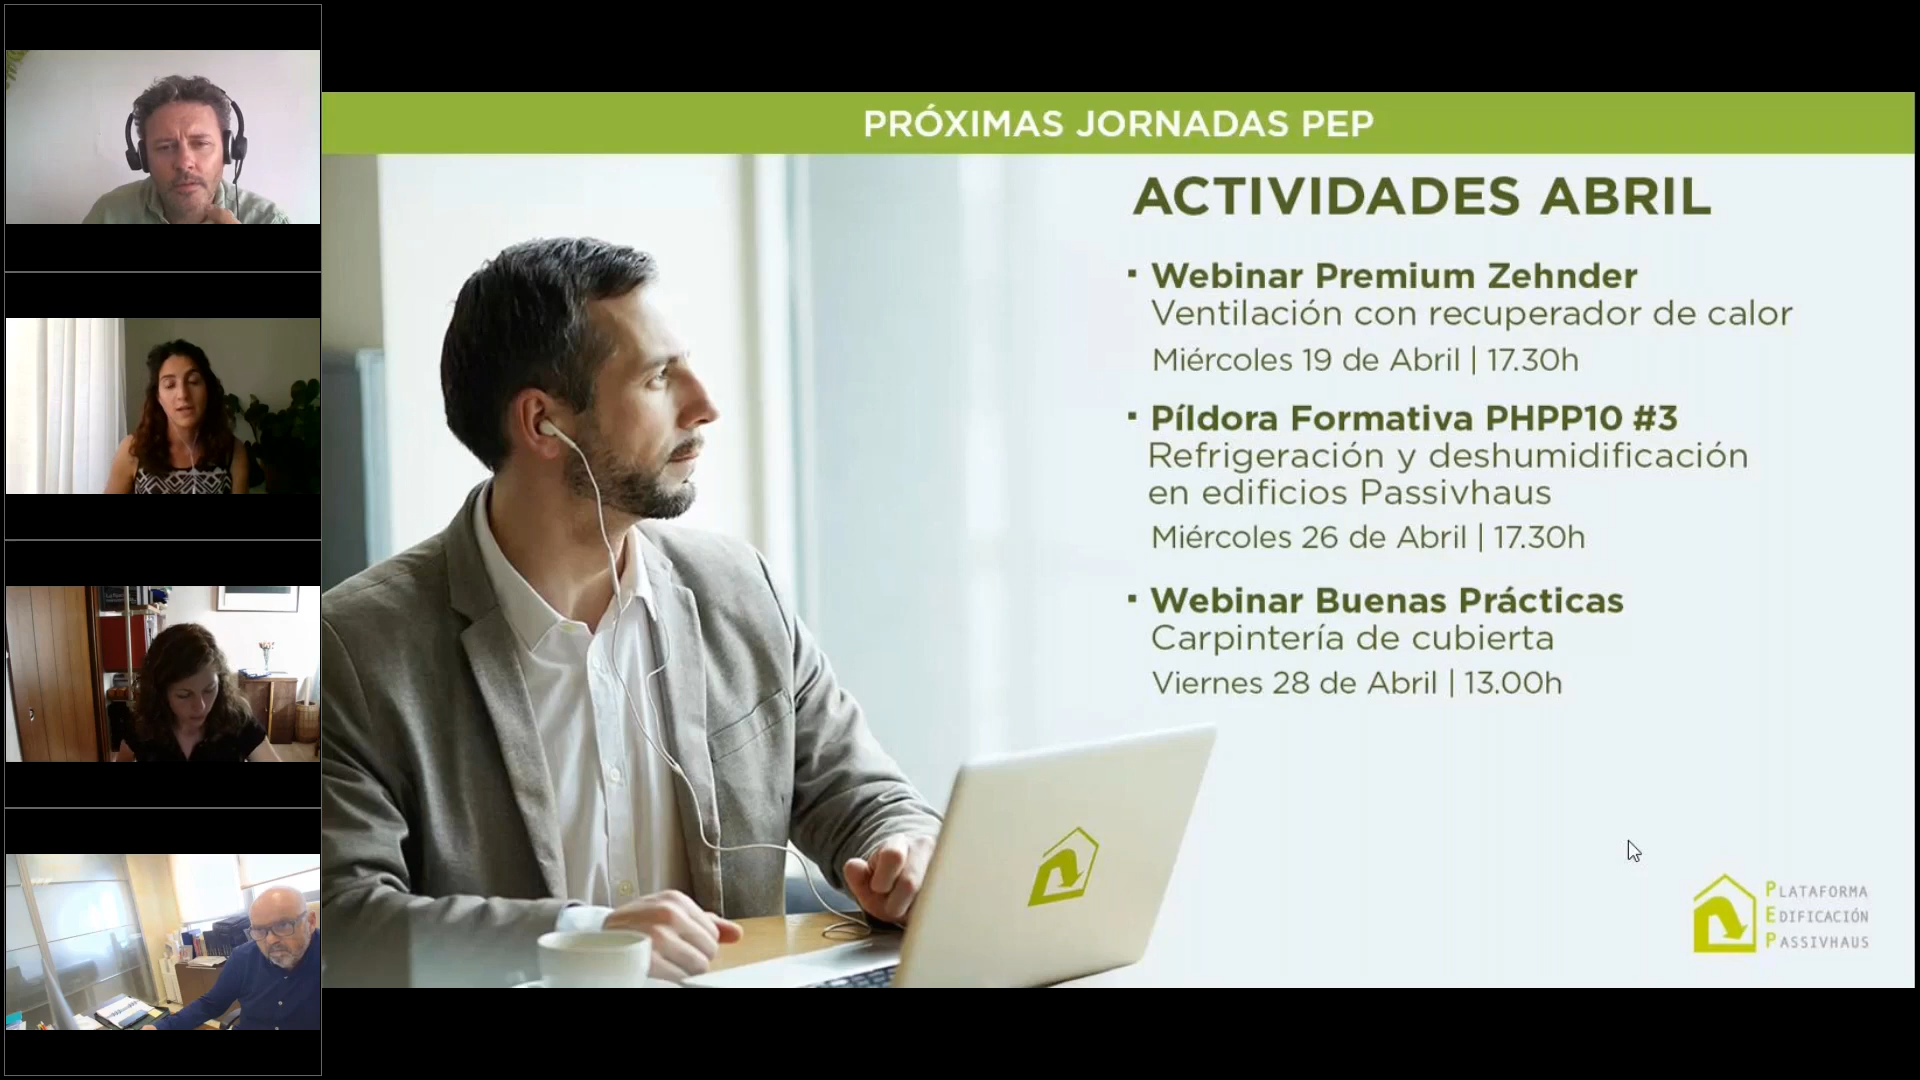 PRÓXIMAS JORNADAS PEP
ACTIVIDADES ABRIL
▪ Webinar Premium Zehnder
Ventilación con recuperador de calor
Miércoles 19 de Abril | 17.30h
▪ Píldora Formativa PHPP10 #3
Refrigeración y deshumidificación
en edificios Passivhaus
Miércoles 26 de Abril | 17.30h
▪ Webinar Buenas Prácticas
Carpintería de cubierta
Viernes 28 de Abril | 13.00h
PLATAFORMA
EDIFICACIÓN
PASSIVHAUS